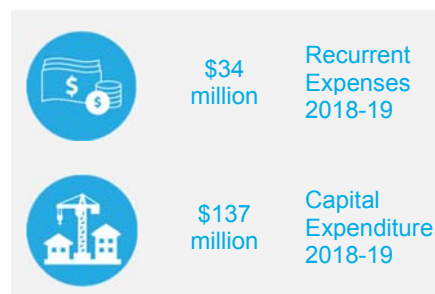 $
$
$34
million
Recurrent
Expenses
2018-19
$137
million
Capital
Expenditure
2018-19